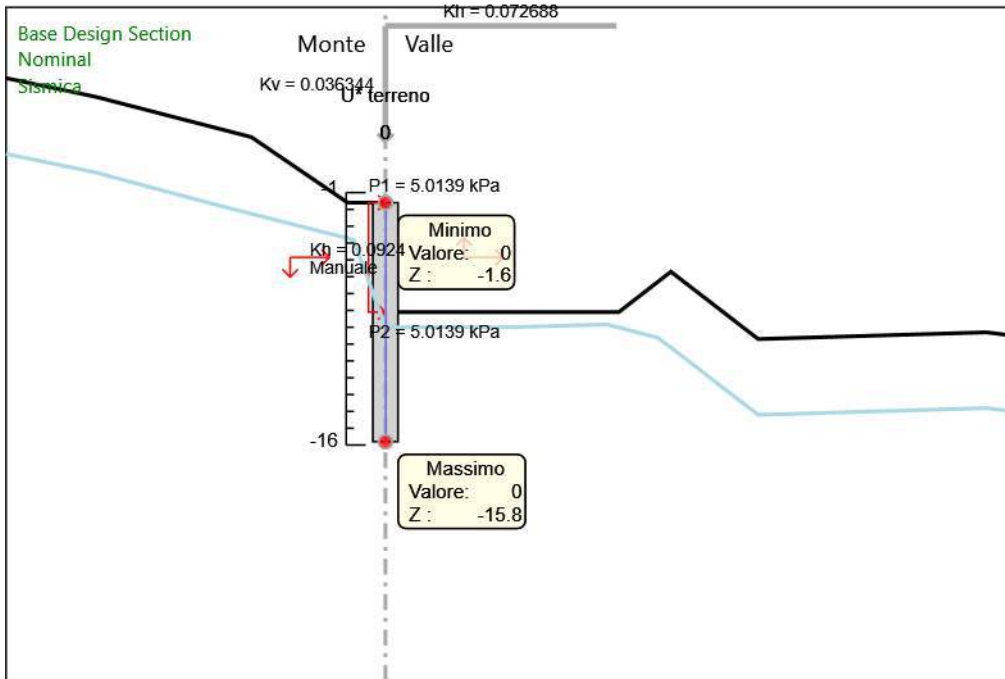 Kh = 0.072688
Base Design Section
Nominal
Sismica
Monte
Valle
Kv = 0.036344
U* terreno
0
-1
P1 = 5.0139 kPa
Minimo
Valore: 0
Z : -1.6
Kh = 0.0924
Manuale
P2 = 5.0139 kPa
-16
Massimo
Valore: 0
Z : -15.8